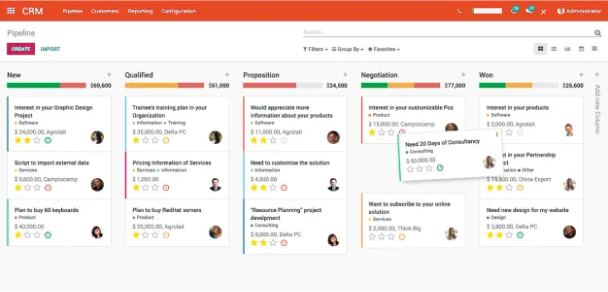 CRM Pipeline Customers Reporting Configuration Administrator
Pipeline
Search...
CREATE IMPORT
Filters Group By Favorites
New
$69,600
Interest in your Graphic Design
Project
Software
$ 24,000.00, Agrolait
Script to import external data
Services
$ 5,600.00, Camptocamp
Plan to buy 60 keyboards
Product
$ 40,000.00
Qualified
$61,000
Trainee's training plan in your
Organization
Information Training
$ 35,000.00, Delta PC
Pricing Information of Services
Services Information
$ 1,000.00
Plan to buy RedHat servers
Product
$ 25,000.00, Agrolait
Proposition
$24,500
Would appreciate more
information about your products
Software
$ 11,000.00, Agrolait
Need to customize the solution
Information
$ 4,500.00
"Resource Planning" project
develpment
Consulting
$ 9,000.00, Delta PC
Negotiation
$77,000
Interest in your customizable Pcs
Product
$ 15,000.00, Camptocamp
Need 20 Days of Consultancy
Consulting
$ 60,000.00
Want to subscribe to your online
solution
Services
$ 2,000.00, Think Big
Won
$25,600
Interest in your products
Software
$ 2,000.00, Agrolait
in your Partnership
Other
00.00, China Export
Need new design for my website
Design
$ 3,800.00, Delta PC
Add new Column